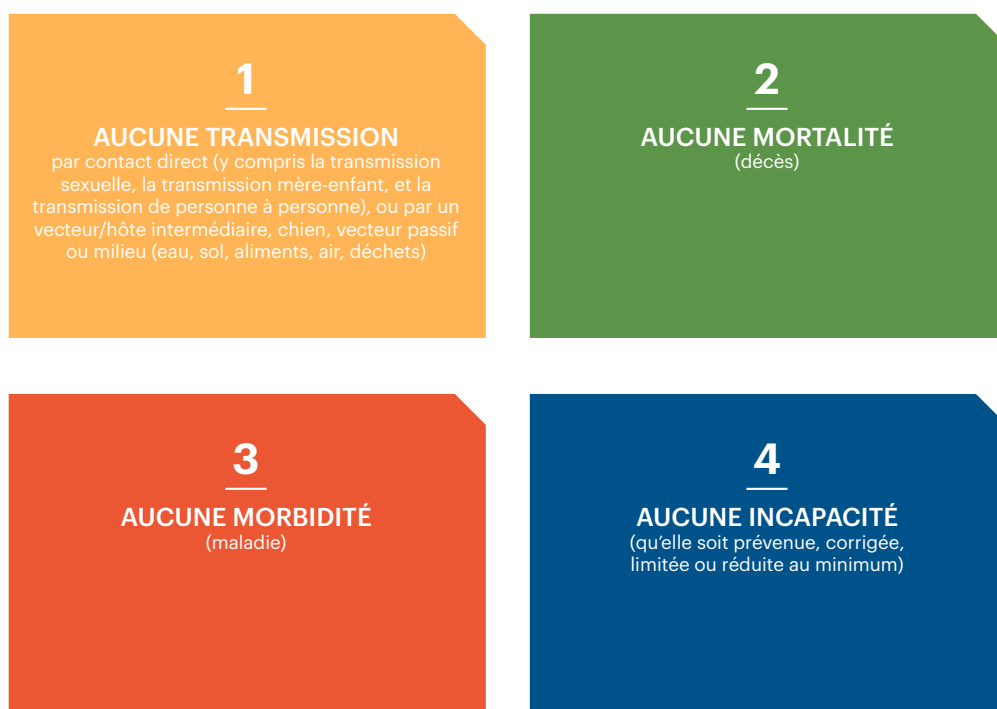 1
AUCUNE TRANSMISSION
par contact direct (y compris la transmission
sexuelle, la transmission mère-enfant, et la
transmission de personne à personne), ou par un
vecteur/hôte intermédiaire, chien, vecteur passif
ou milieu (eau, sol, aliments, air, déchets)
2
AUCUNE MORTALITÉ
(décès)
3
AUCUNE MORBIDITÉ
(maladie)
4
AUCUNE INCAPACITÉ
(qu’elle soit prévenue, corrigée,
limitée ou réduite au minimum)